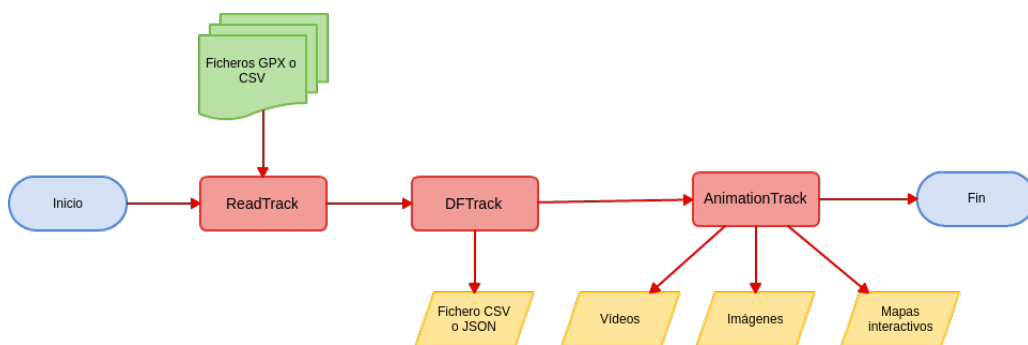 Ficheros GPX o
CSV
Inicio
ReadTrack
DFTrack
AnimationTrack
Fin
Fichero CSV
o JSON
Vídeos
Imágenes
Mapas
interactivos